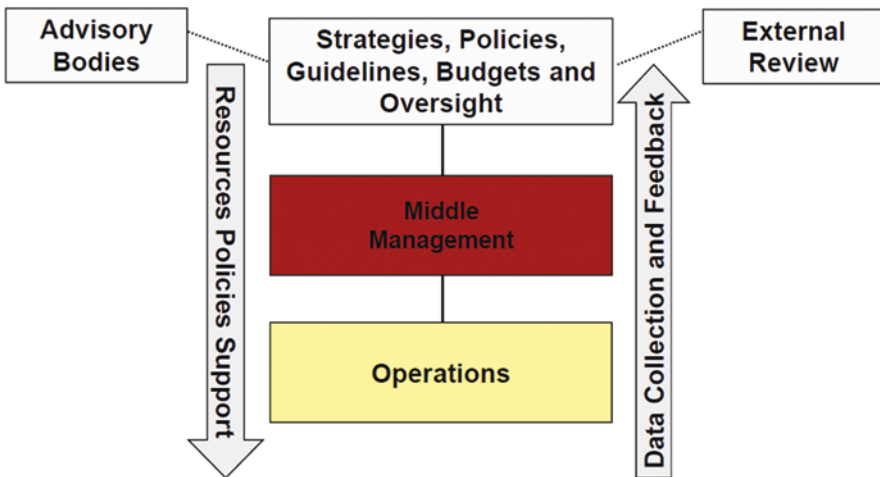 Advisory
Bodies
Strategies, Policies,
Guidelines, Budgets and
Oversight
External
Review
Resources Policies Support
Data Collection and Feedback
Middle
Management
Operations